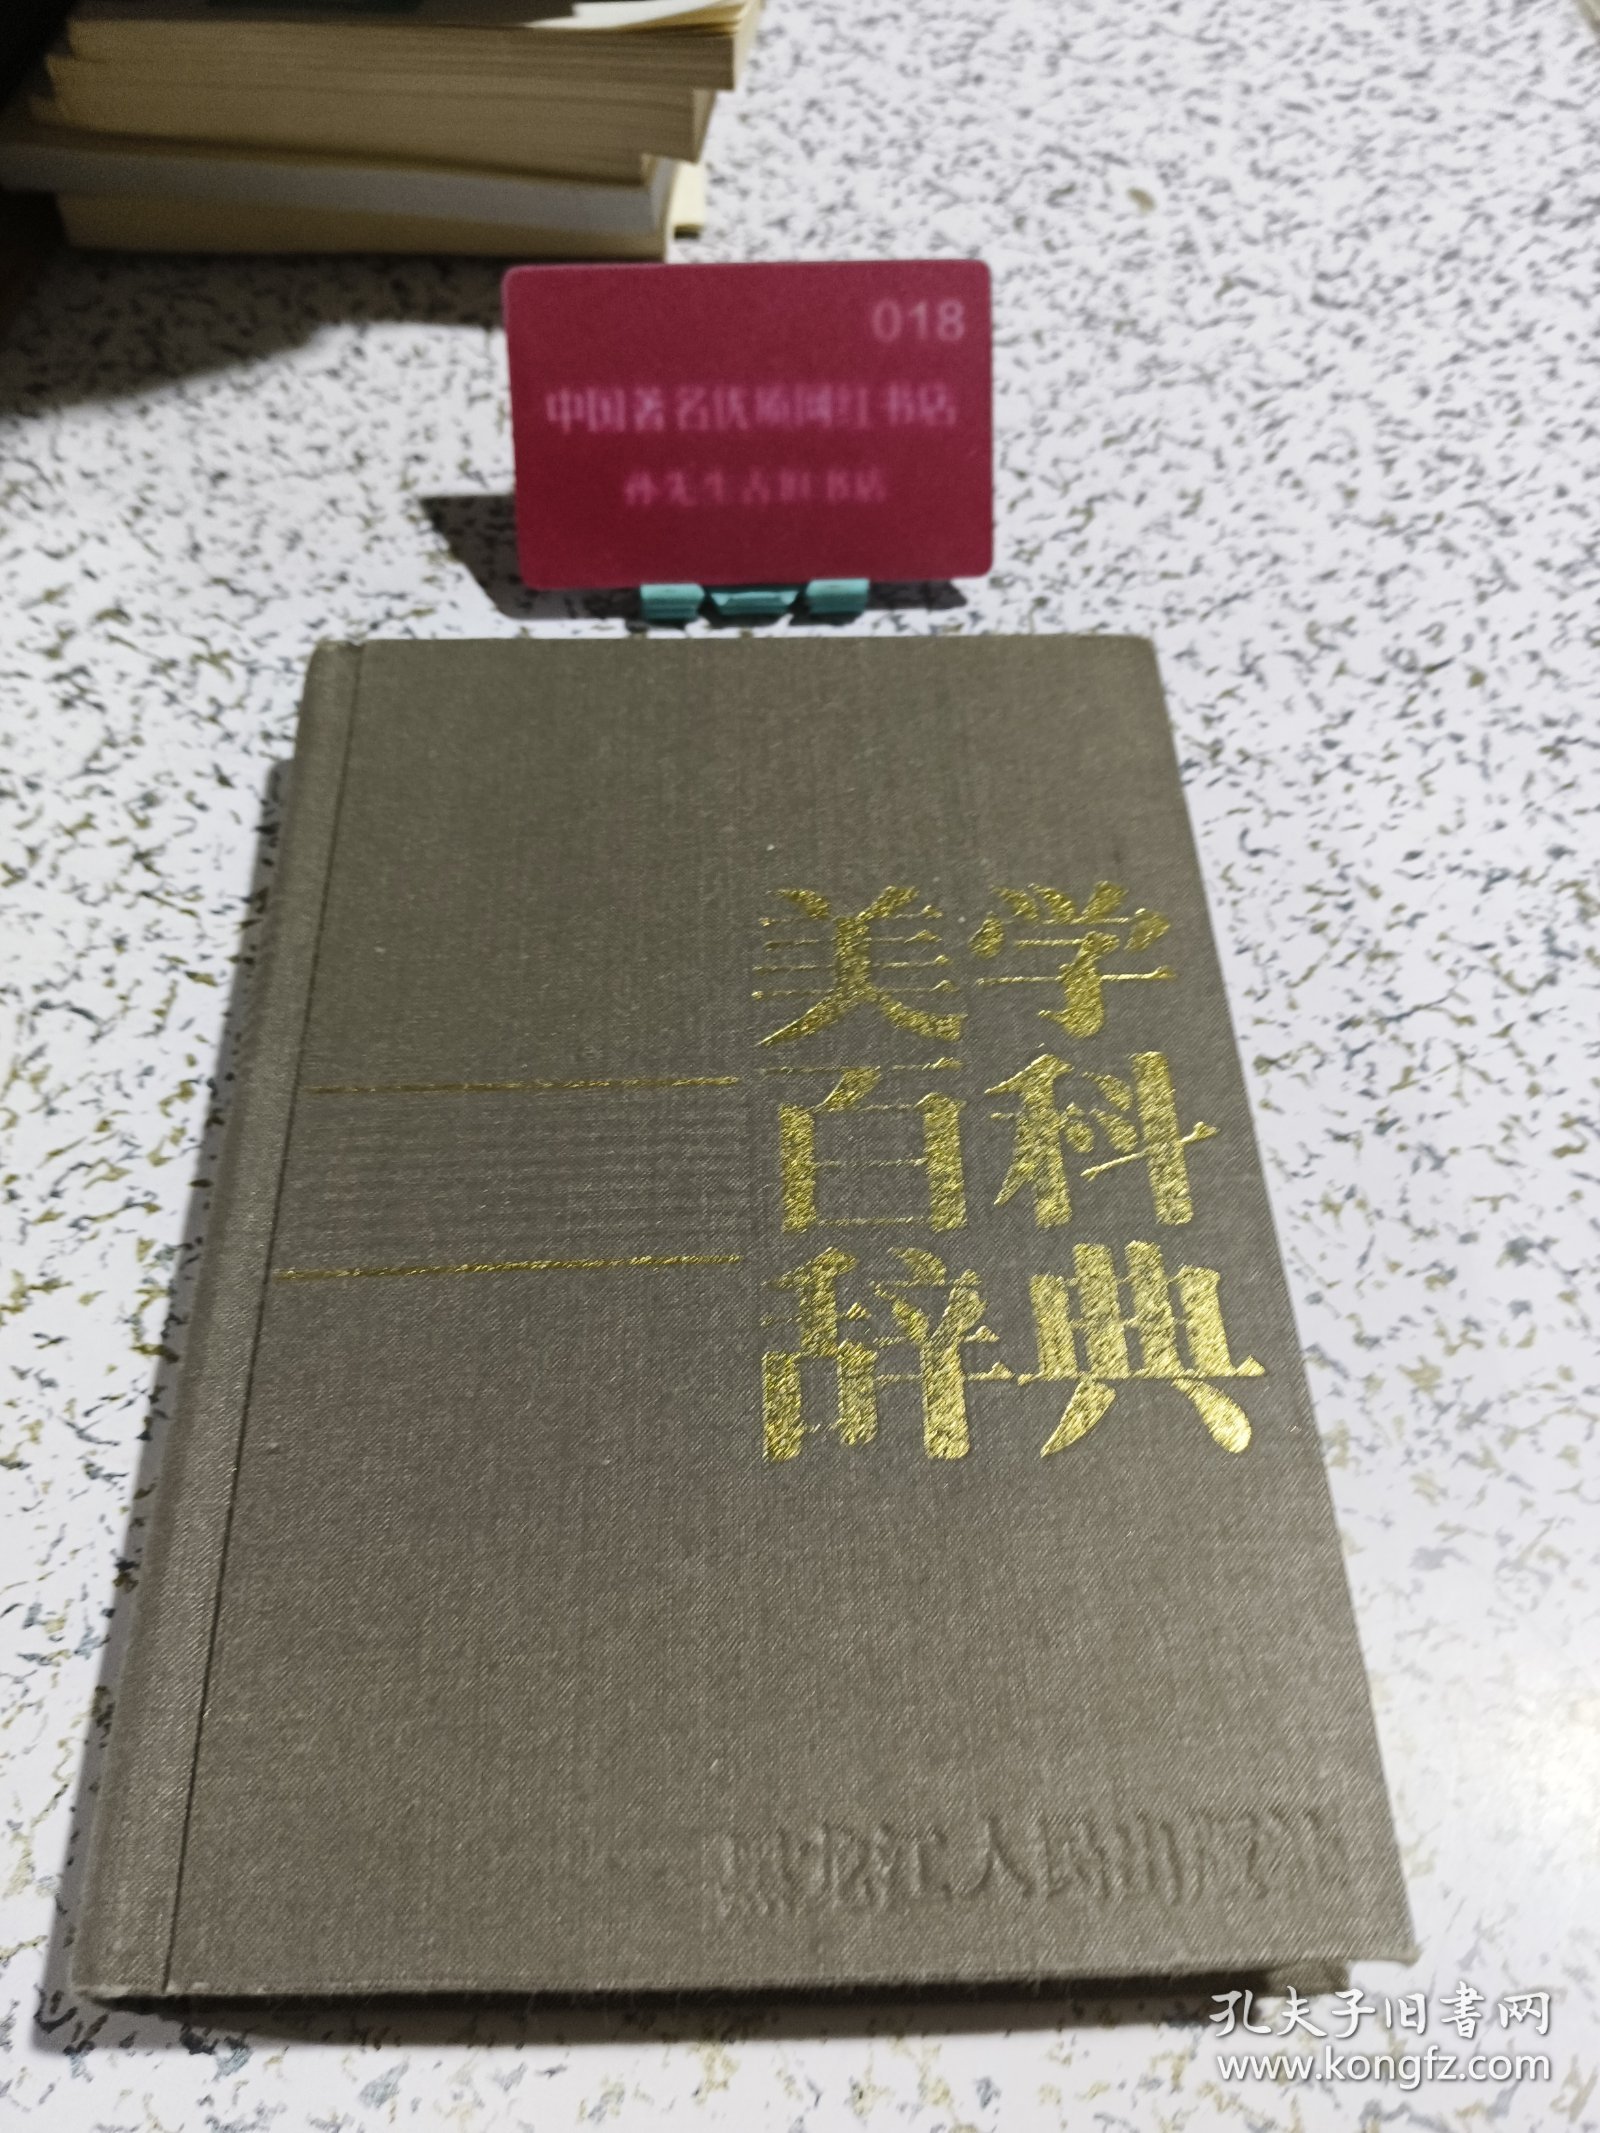 018
中国著名优质网红书店
孙先生古旧书店
美学
百科
辞典
黑龙江人民出版社
孔夫子旧书网
www.kongfz.com